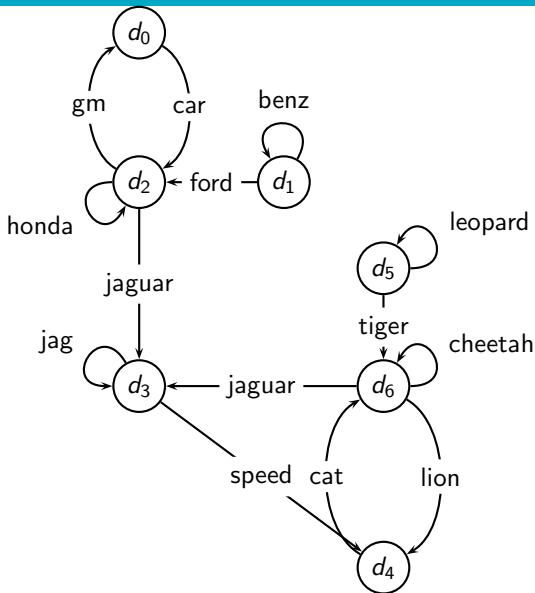 d0
gm
car
benz
d2
ford
d1
honda
leopard
d5
jaguar
tiger
jag
cheetah
d3
jaguar
d6
speed
cat
lion
d4